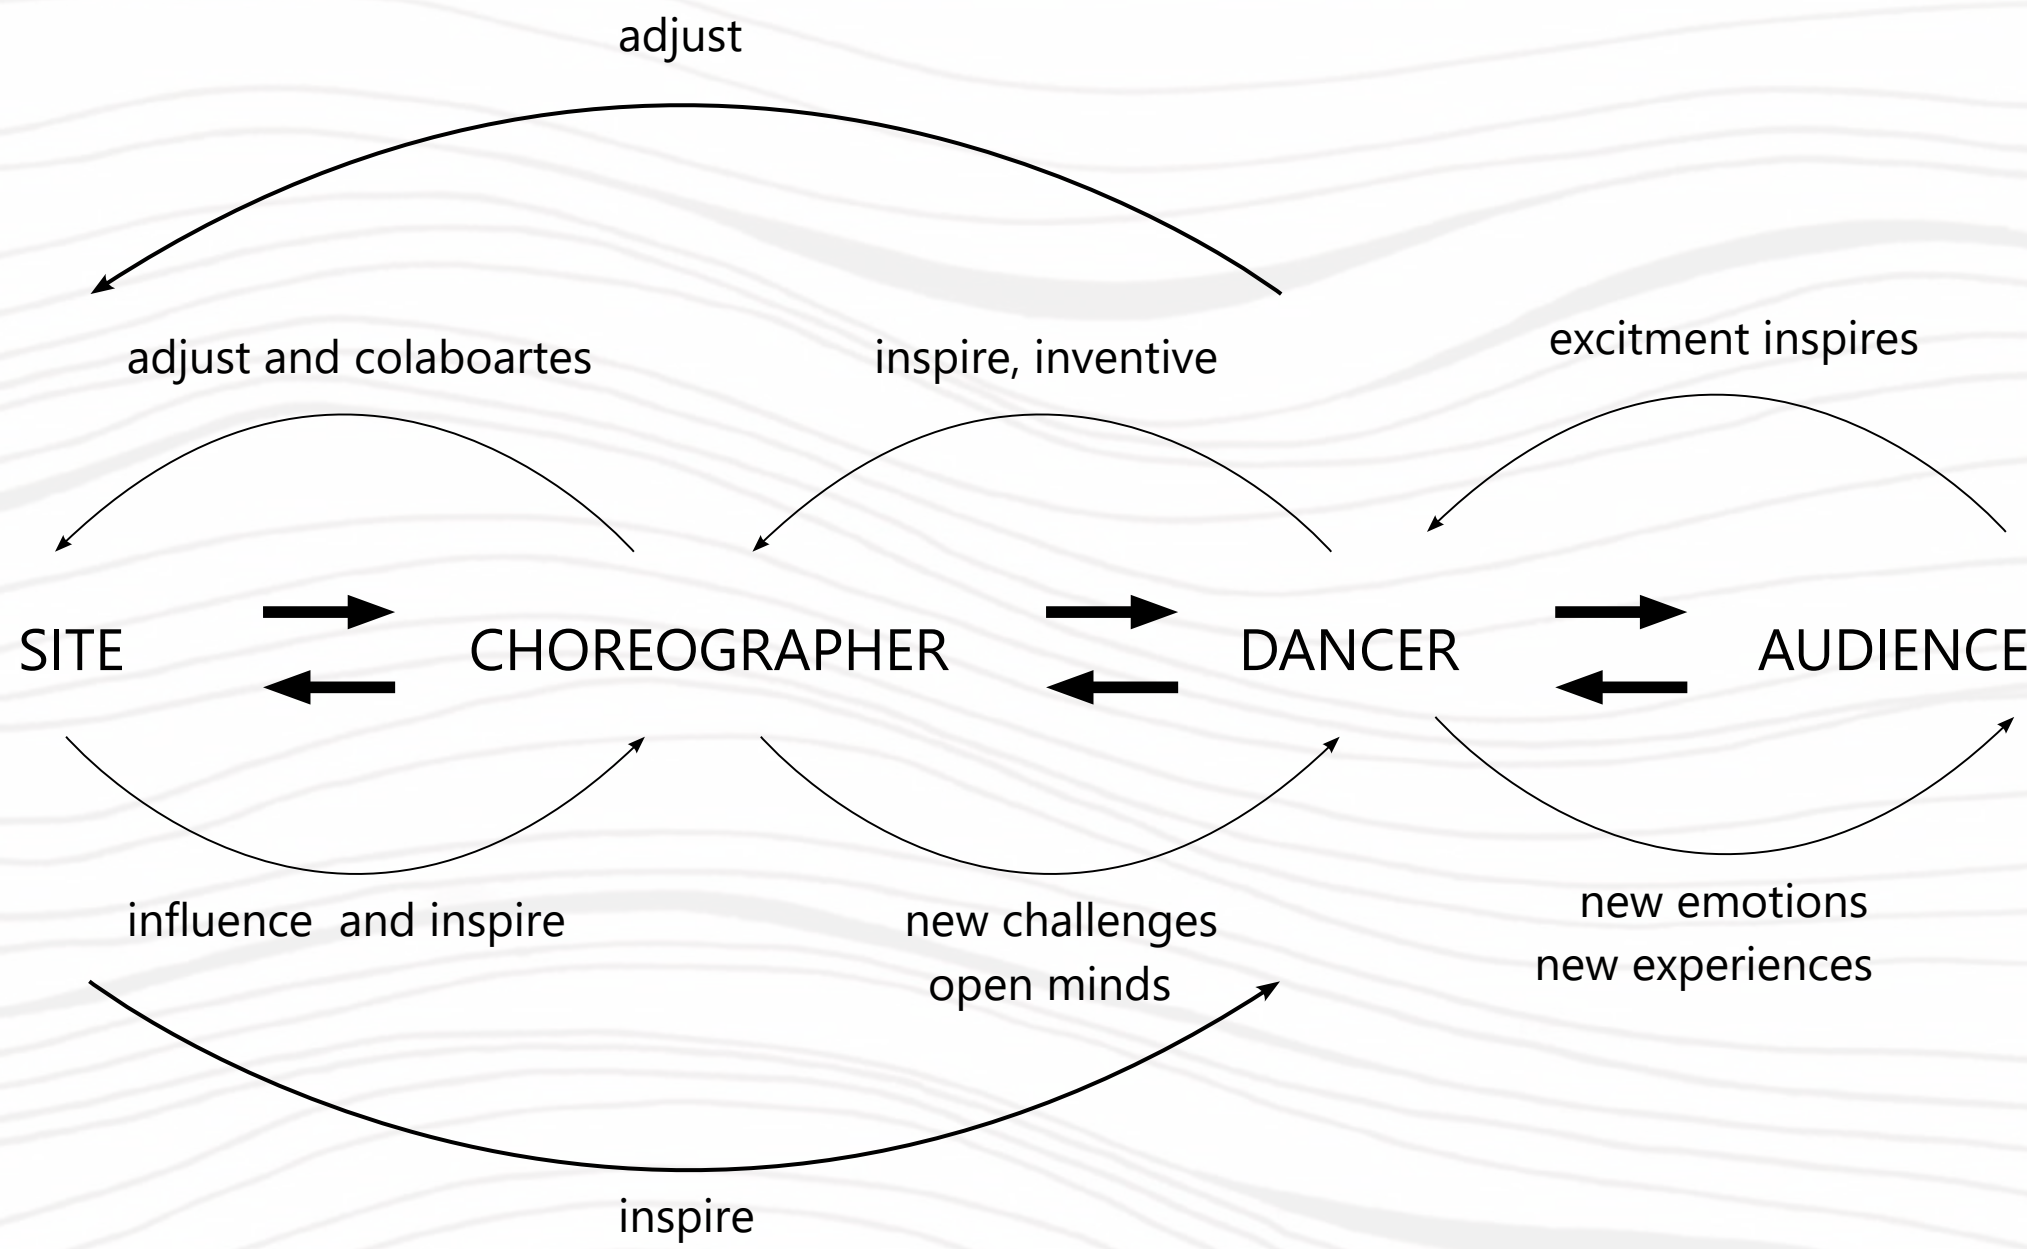 adjust
adjust and colaboartes
inspire, inventive
excitment inspires
SITE
CHOREOGRAPHER
DANCER
AUDIENCE
influence  and inspire
new challenges
open minds
new emotions
new experiences
inspire